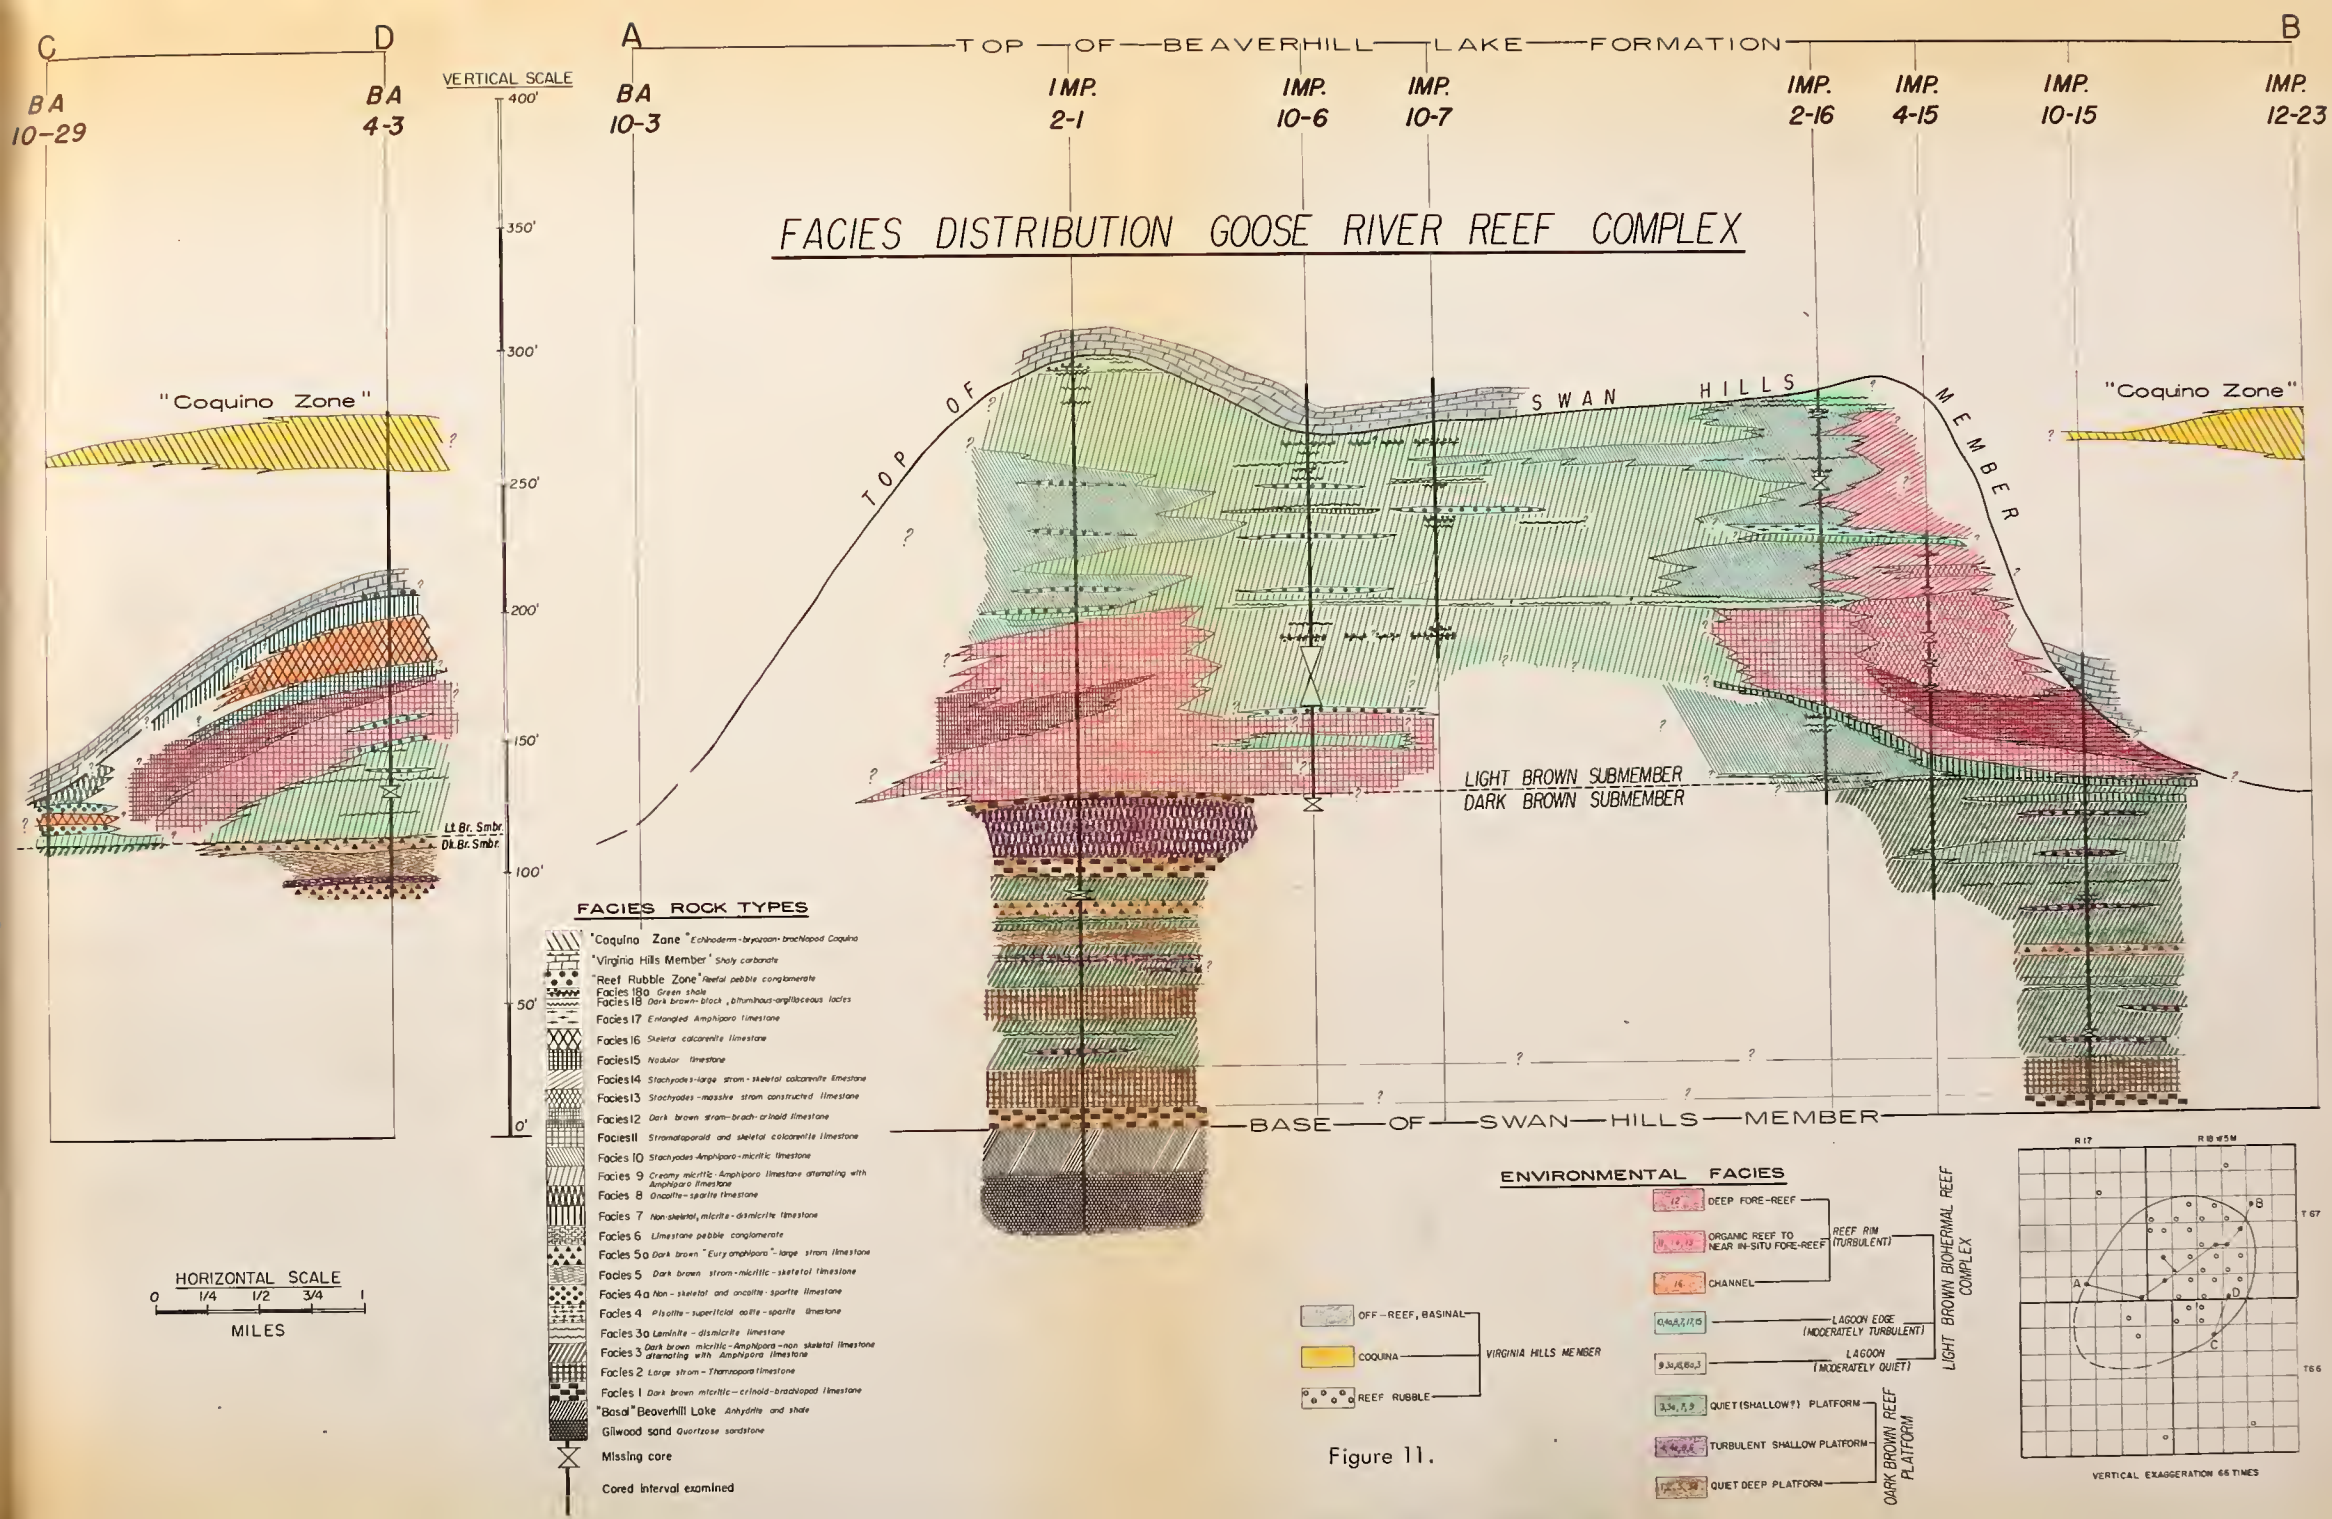 C
D
A
TOP OF BEAVERHILL LAKE FORMATION
B
BA
10-29
BA
4-3
VERTICAL SCALE
400'
350'
300'
250'
200'
150'
100'
50'
0'
BA
10-3
IMP.
2-1
IMP.
10-6
IMP.
10-7
IMP.
2-16
IMP.
4-15
IMP.
10-15
IMP.
12-23
FACIES DISTRIBUTION GOOSE RIVER REEF COMPLEX
"Coquino Zone"
TOP OF SWAN HILLS MEMBER
"Coquino Zone"
LIGHT BROWN SUBMEMBER
DARK BROWN SUBMEMBER
Lt. Br. Smbr.
Dk. Br. Smbr.
BASE OF SWAN HILLS MEMBER
FACIES ROCK TYPES
"Coquino Zone" Echinoderm-bryozoan-brachiopod Coquina
"Virginia Hills Member" Shaly carbonate
"Reef Rubble Zone" Reefal pebble conglomerate
Facies 18a Green shale
Facies 18 Dark brown-black, bituminous-argillaceous facies
Facies 17 Entangled Amphipora limestone
Facies 16 Skeletal calcarenite limestone
Facies 15 Nodular limestone
Facies 14 Stachyodes-large strom-skeletal calcarenite limestone
Facies 13 Stachyodes-massive strom constructed limestone
Facies 12 Dark brown strom-brach-crinoid limestone
Facies 11 Stromatoporoid and skeletal calcarenite limestone
Facies 10 Stachyodes-Amphipora-micritic limestone
Facies 9 Creamy micritic-Amphipora limestone alternating with
Amphipora limestone
Facies 8 Oncolite-sparite limestone
Facies 7 Non-skeletal, micrite-dismicrite limestone
Facies 6 Limestone pebble conglomerate
Facies 5a Dark brown "Euryamphipora"-large strom limestone
Facies 5 Dark brown strom-micritic-skeletal limestone
Facies 4a Non-skeletal and oncolite-sparite limestone
Facies 4 Pisolite-superficial oolite-sparite limestone
Facies 3a Laminite-dismicrite limestone
Facies 3 Dark brown micritic-Amphipora-non skeletal limestone
alternating with Amphipora limestone
Facies 2 Large strom-Thamnopora limestone
Facies 1 Dark brown micritic-crinoid-brachiopod limestone
"Basal" Beaverhill Lake Anhydrite and shale
Gilwood sand Quartzose sandstone
Missing core
Cored interval examined
HORIZONTAL SCALE
0 1/4 1/2 3/4 1
MILES
ENVIRONMENTAL FACIES
12 DEEP FORE-REEF
ORGANIC REEF TO
NEAR IN-SITU FORE-REEF
REEF RIM
(TURBULENT)
16 CHANNEL
LAGOON EDGE
(MODERATELY TURBULENT)
LAGOON
(MODERATELY QUIET)
LIGHT BROWN BIOHERMAL REEF
COMPLEX
QUIET (SHALLOW?) PLATFORM
TURBULENT SHALLOW PLATFORM
QUIET DEEP PLATFORM
DARK BROWN REEF
PLATFORM
OFF-REEF, BASINAL
COQUINA
REEF RUBBLE
VIRGINIA HILLS MEMBER
Figure 11.
R 17
R 18 W 5 M
T 67
T 66
A
B
C
D
VERTICAL EXAGGERATION 66 TIMES